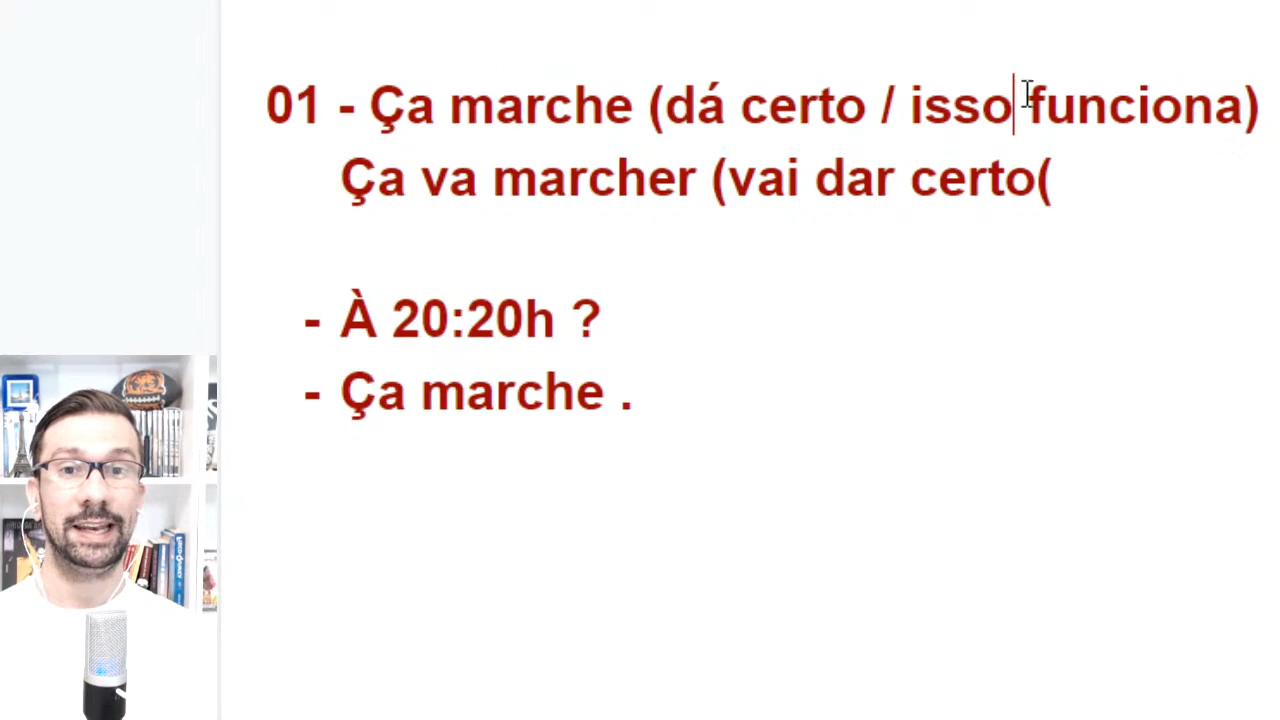 01 - Ça marche (dá certo / isso funciona)
Ça va marcher (vai dar certo(
- À 20:20h ?
- Ça marche .